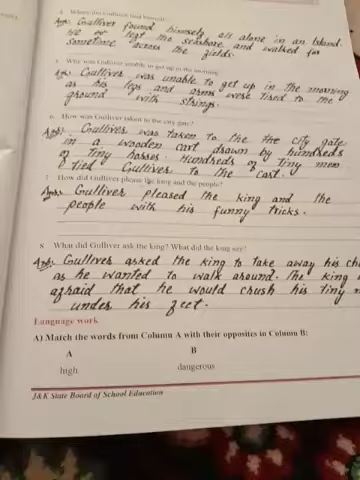 Ans: Gulliver found himself all alone in an Island.
He left the seashore and walked for
sometime across the fields.
5. Why was Gulliver unable to get up in the morning
Ans: Gulliver was unable to get up in the morning
as his legs and arms were tied to the
ground with strings.
6. How was Gulliver taken to the city gate?
Ans: Gulliver was taken to the the city gate
in a wooden cart drawn by hundreds
of tiny horses Hundreds of tiny men
tied Gulliver to the cart.
7. How did Gulliver please the king and the people?
Ans: Gulliver pleased the king and the
people with his funny tricks.
8. What did Gulliver ask the king? What did the king say?
Ans: Gulliver asked the king to take away his
as he wanted to walk around. The king
afraid that he would crush his tiny
under his feet.
Language work
A) Match the words from Column A with their opposites in Column B:
A B
high dangerous
J&K State Board of School Education